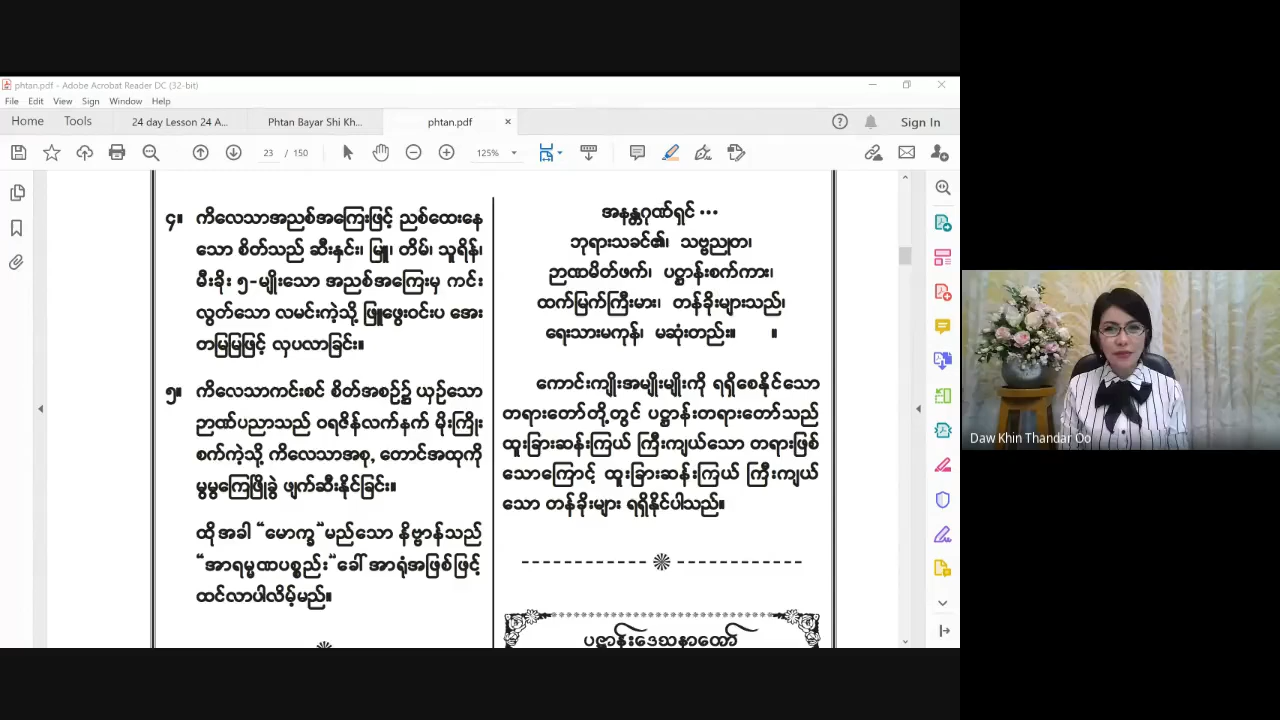 phtan.pdf - Adobe Acrobat Reader DC (32-bit)
File Edit View Sign Window Help
Home Tools 24 day Lesson 24 A... Phtan Bayar Shi Kh... phtan.pdf × Sign In
23 / 150 125%
၄။ ကိလေသာအညစ်အကြေးဖြင့် ညစ်ထေးနေ
သော စိတ်သည် ဆီးနှင်း၊ မြူ၊ တိမ်၊ သူရိန်၊
မီးခိုး ၅-မျိုးသော အညစ်အကြေးမှ ကင်း
လွတ်သော လမင်းကဲ့သို့ ဖြူဖွေးဝင်းပ အေး
တမြမြဖြင့် လှပလာခြင်း။
၅။ ကိလေသာကင်းစင် စိတ်အစဉ်၌ ယှဉ်သော
ဉာဏ်ပညာသည် ဝရဇိန်လက်နက် မိုးကြိုး
စက်ကဲ့သို့ ကိလေသာအစု, တောင်အထုကို
မွမွကြေဖြိုခွဲ ဖျက်ဆီးနိုင်ခြင်း။
ထိုအခါ “မောက္ခ”မည်သော နိဗ္ဗာန်သည်
“အာရမ္မဏပစ္စည်း”ခေါ် အာရုံအဖြစ်ဖြင့်
ထင်လာပါလိမ့်မည်။
အနန္တဂုဏ်ရှင် •••
ဘုရားသခင်၏၊ သဗ္ဗညုတ၊
ဉာဏမိတ်ဖက်၊ ပဋ္ဌာန်းစက်ကား၊
ထက်မြက်ကြီးမား၊ တန်ခိုးများသည်၊
ရေးသားမကုန်၊ မဆုံးတည်း။ ။
ကောင်းကျိုးအမျိုးမျိုးကို ရရှိစေနိုင်သော
တရားတော်တို့တွင် ပဋ္ဌာန်းတရားတော်သည်
ထူးခြားဆန်းကြယ် ကြီးကျယ်သော တရားဖြစ်
သောကြောင့် ထူးခြားဆန်းကြယ် ကြီးကျယ်
သော တန်ခိုးများ ရရှိနိုင်ပါသည်။
ပဋ္ဌာန်းဒေသနာတော်
Daw Khin Thandar Oo